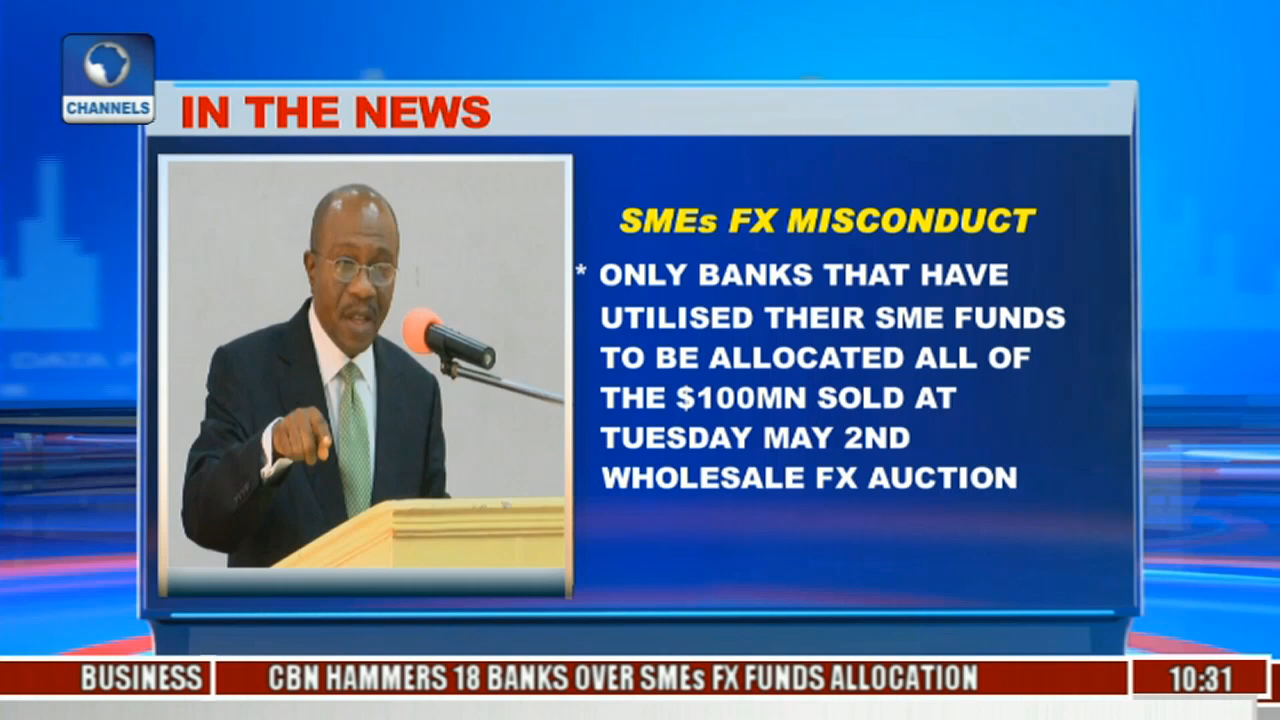 CHANNELS
IN THE NEWS
SMEs FX MISCONDUCT
* ONLY BANKS THAT HAVE
UTILISED THEIR SME FUNDS
TO BE ALLOCATED ALL OF
THE $100MN SOLD AT
TUESDAY MAY 2ND
WHOLESALE FX AUCTION
BUSINESS
CBN HAMMERS 18 BANKS OVER SMEs FX FUNDS ALLOCATION
10:31